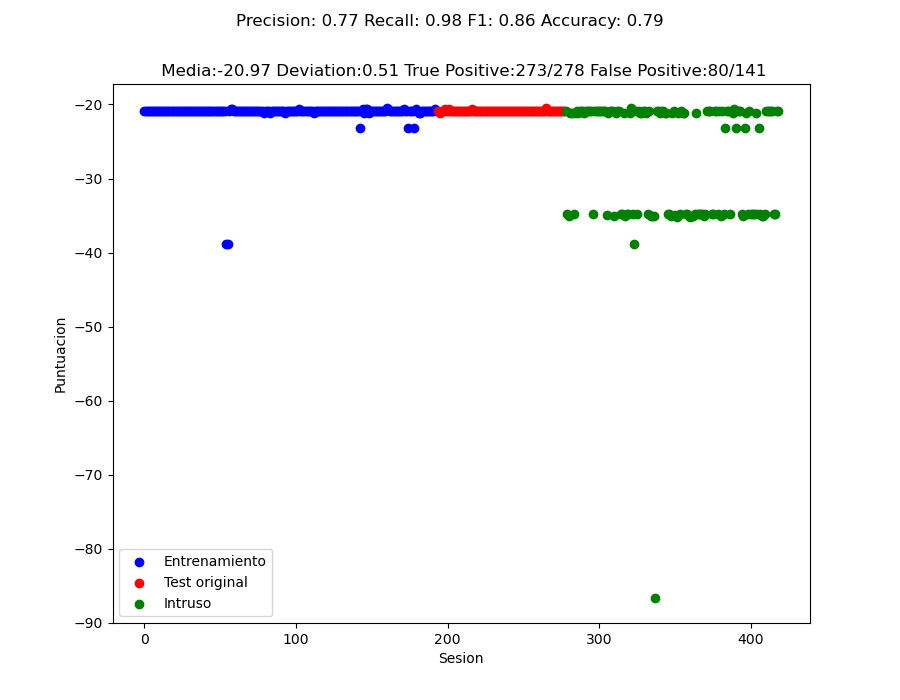 Precision: 0.77 Recall: 0.98 F1: 0.86 Accuracy: 0.79
Media:-20.97 Deviation:0.51 True Positive:273/278 False Positive:80/141
−20
−30
−40
−50
−60
−70
−80
−90
Puntuacion
Entrenamiento
Test original
Intruso
0 100 200 300 400
Sesion